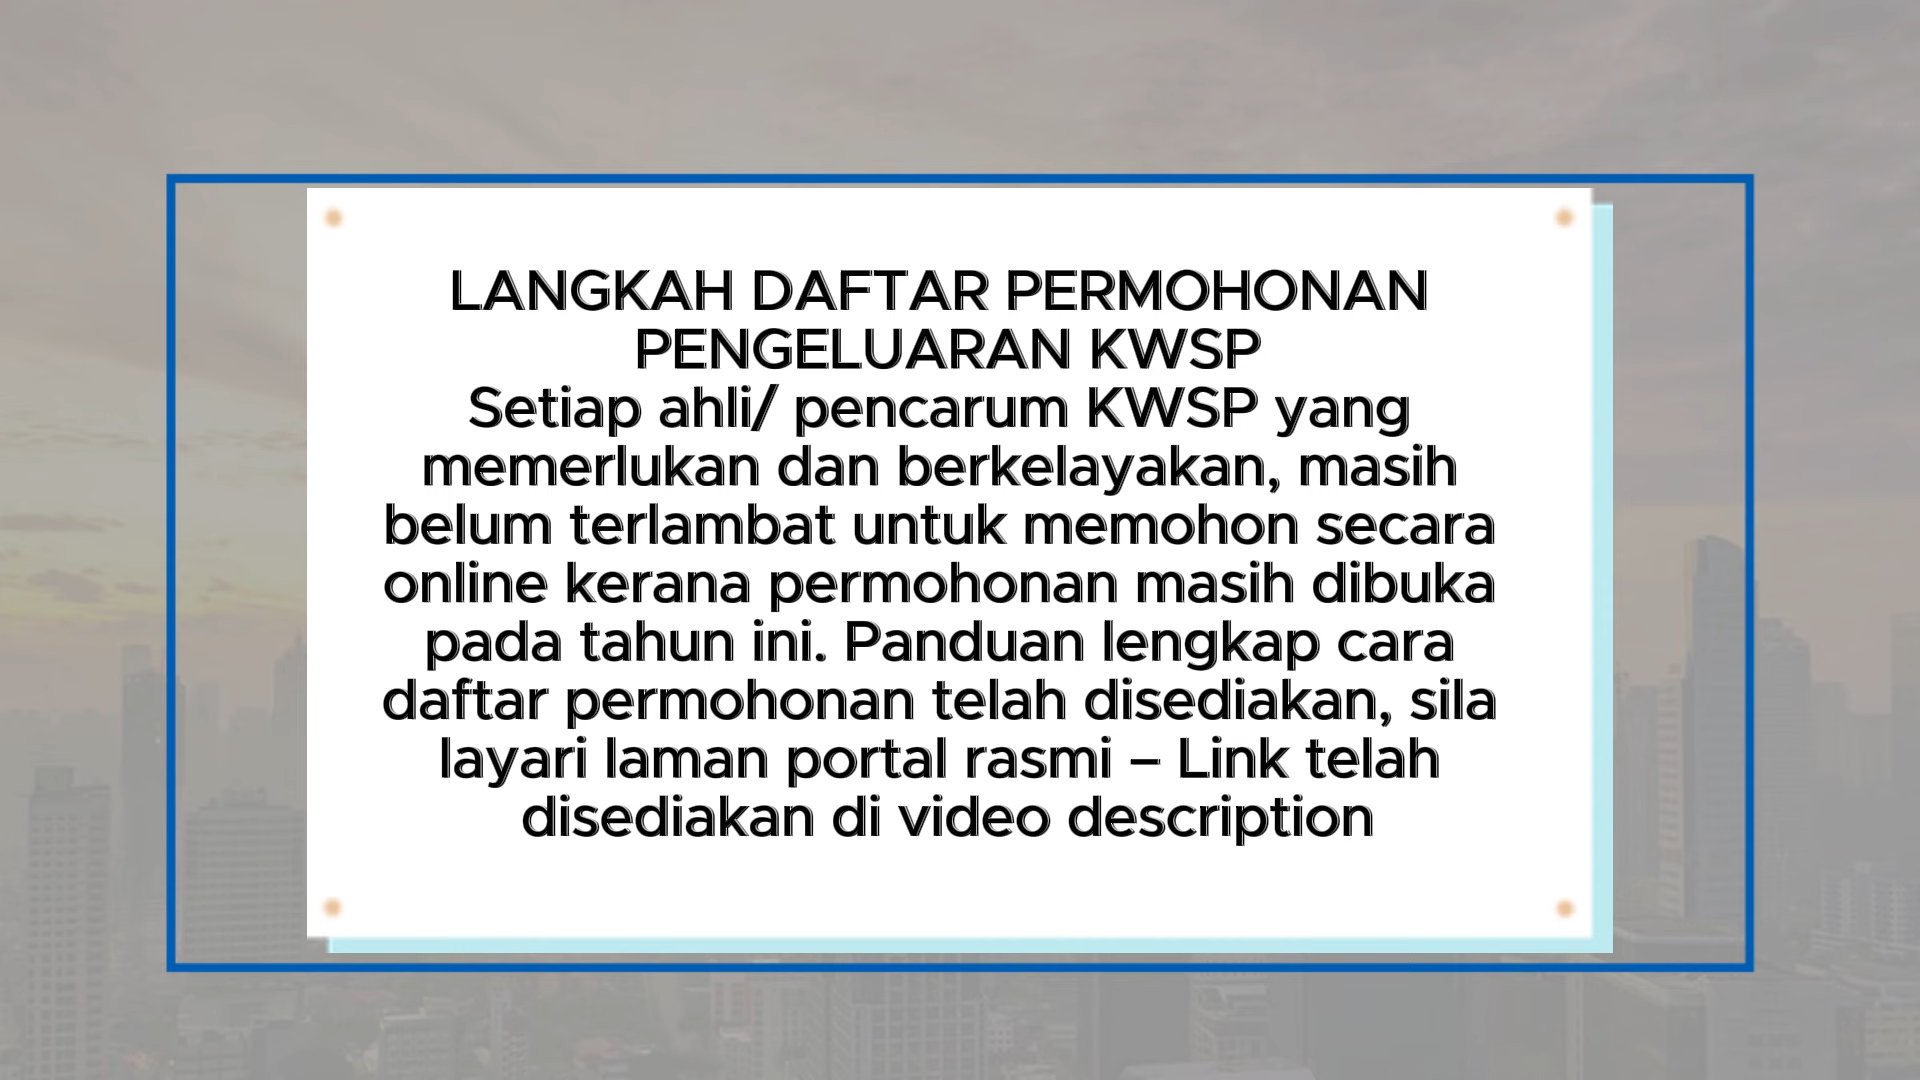 LANGKAH DAFTAR PERMOHONAN
PENGELUARAN KWSP
Setiap ahli/ pencarum KWSP yang
memerlukan dan berkelayakan, masih
belum terlambat untuk memohon secara
online kerana permohonan masih dibuka
pada tahun ini. Panduan lengkap cara
daftar permohonan telah disediakan, sila
layari laman portal rasmi – Link telah
disediakan di video description